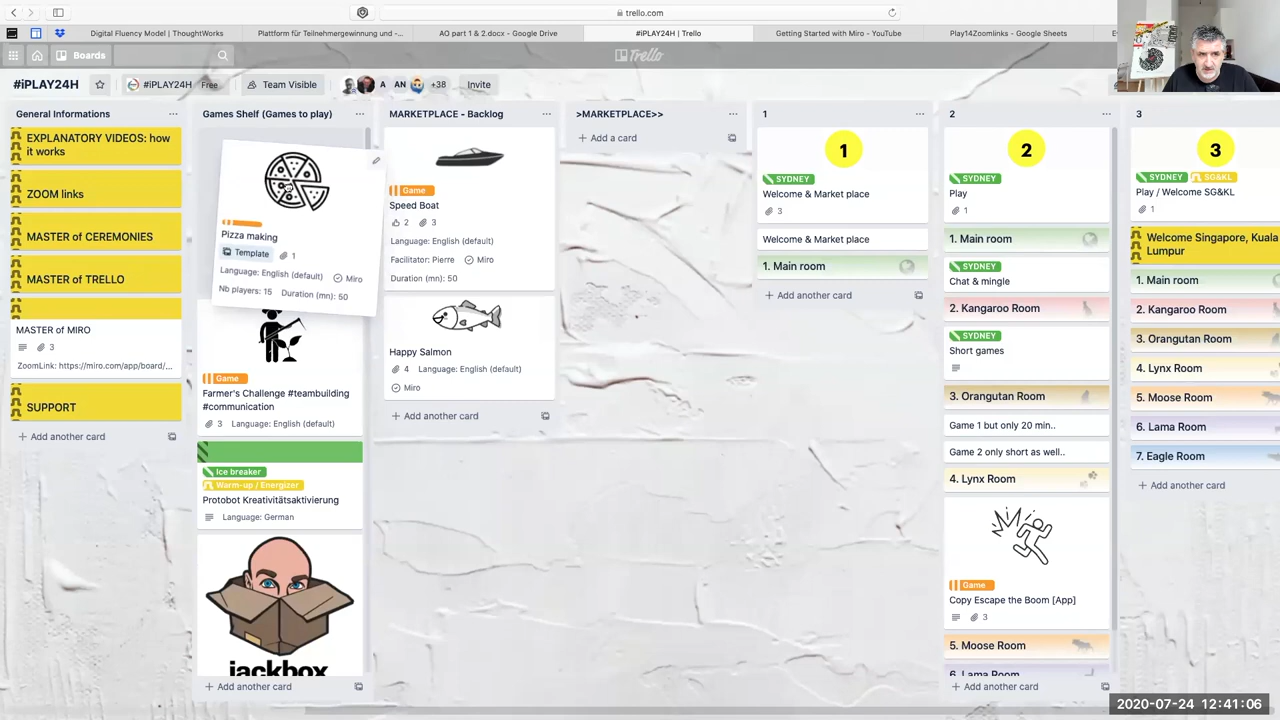 trello.com
Digital Fluency Model | ThoughtWorks
Plattform für Teilnehmergewinnung und -...
AO part 1 & 2.docx - Google Drive
#iPLAY24H | Trello
Getting Started with Miro - YouTube
Play14Zoomlinks - Google Sheets
Boards
Trello
#iPLAY24H
#iPLAY24H Free
Team Visible
A
AN
+38
Invite
General Informations
EXPLANATORY VIDEOS: how
it works
ZOOM links
MASTER of CEREMONIES
MASTER of TRELLO
MASTER of MIRO
3
ZoomLink: https://miro.com/app/board/...
SUPPORT
+ Add another card
Games Shelf (Games to play)
Pizza making
Template
1
Language: English (default)
Miro
Nb players: 15
Duration (mn): 50
Game
Farmer's Challenge #teambuilding
#communication
3
Language: English (default)
Ice breaker
Warm-up / Energizer
Protobot Kreativitätsaktivierung
Language: German
jackbox
+ Add another card
MARKETPLACE - Backlog
Game
Speed Boat
2
3
Language: English (default)
Facilitator: Pierre
Miro
Duration (mn): 50
Happy Salmon
4
Language: English (default)
Miro
+ Add another card
>MARKETPLACE>>
+ Add a card
1
1
SYDNEY
Welcome & Market place
3
Welcome & Market place
1. Main room
+ Add another card
2
2
SYDNEY
Play
1
1. Main room
SYDNEY
Chat & mingle
2. Kangaroo Room
SYDNEY
Short games
3. Orangutan Room
Game 1 but only 20 min..
Game 2 only short as well..
4. Lynx Room
Game
Copy Escape the Boom [App]
3
5. Moose Room
6. Lama Room
+ Add another card
3
3
SYDNEY
SG&KL
Play / Welcome SG&KL
1
Welcome Singapore, Kuala
Lumpur
1. Main room
2. Kangaroo Room
3. Orangutan Room
4. Lynx Room
5. Moose Room
6. Lama Room
7. Eagle Room
+ Add another card
2020-07-24 12:41:06